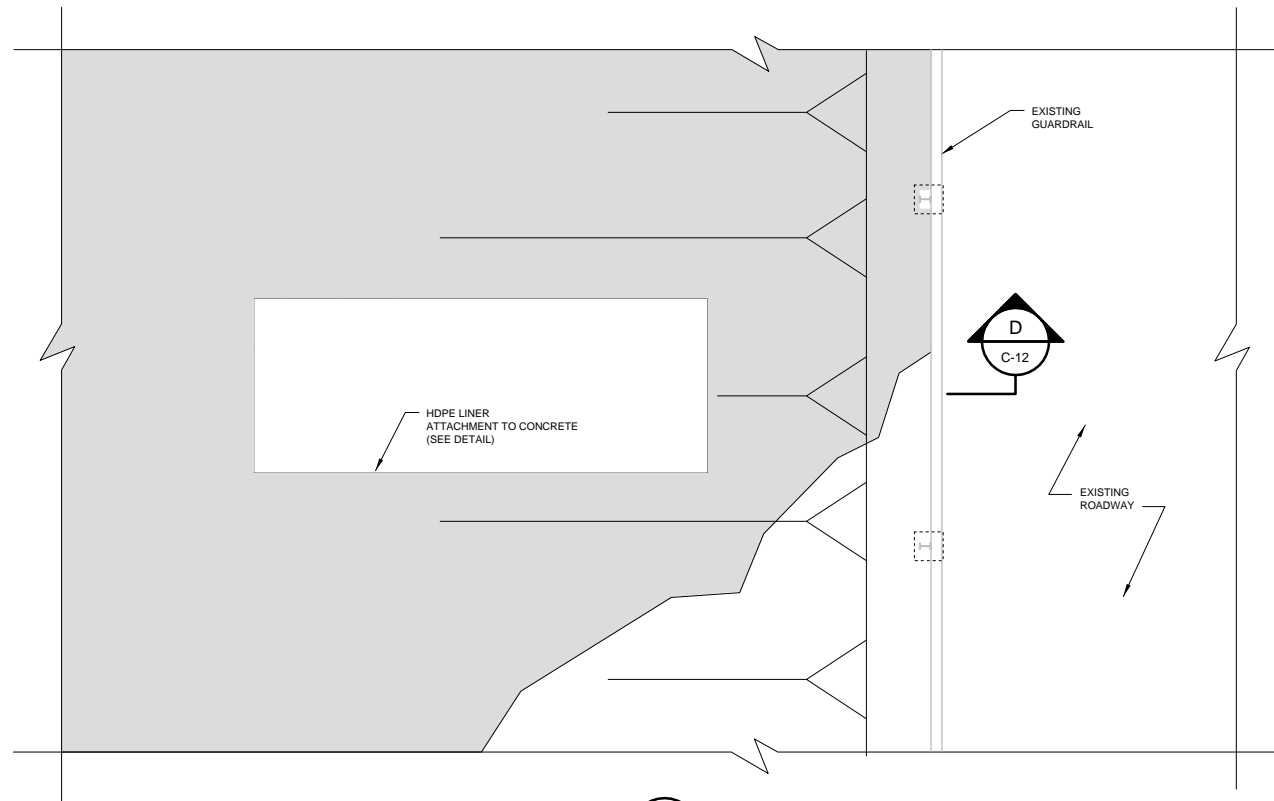 EXISTING
GUARDRAIL
D
C-12
HDPE LINER
ATTACHMENT TO CONCRETE
(SEE DETAIL)
EXISTING
ROADWAY